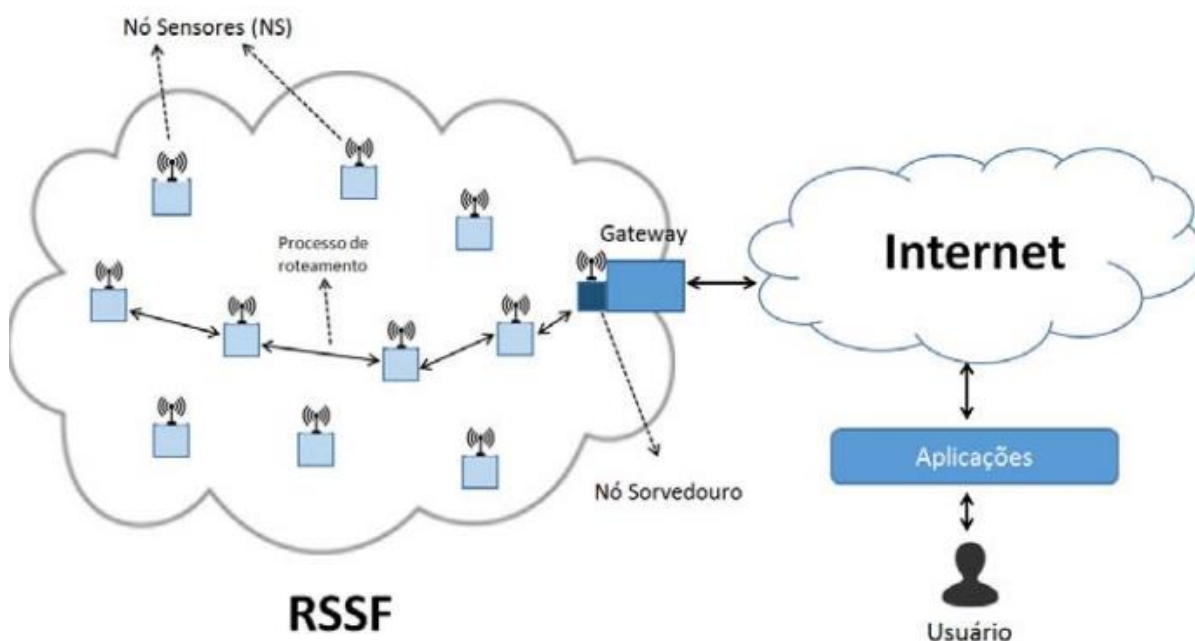 Nó Sensores (NS)
Processo de
roteamento
Gateway
Internet
Nó Sorvedouro
Aplicações
RSSF
Usuário